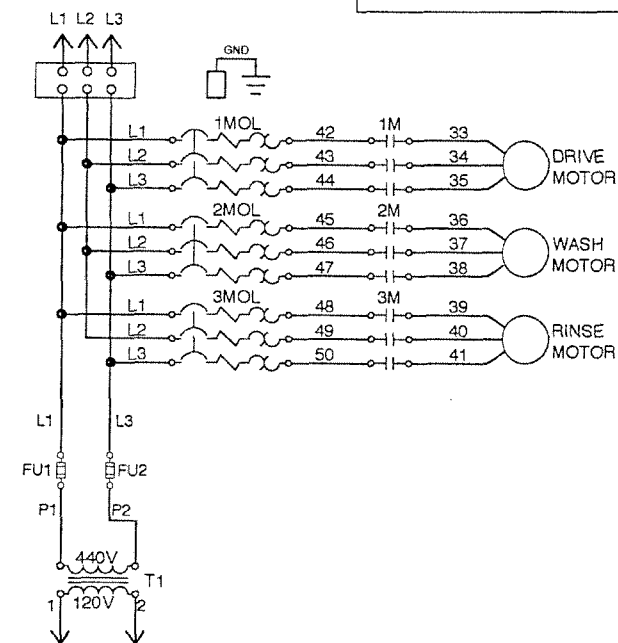 L1 L2 L3
GND
L1 1MOL 42 1M 33
L2 43 34 DRIVE
L3 44 35 MOTOR
L1 2MOL 45 2M 36
L2 46 37 WASH
L3 47 38 MOTOR
L1 3MOL 48 3M 39
L2 49 40 RINSE
L3 50 41 MOTOR
L1 L3
FU1 FU2
P1 P2
440V
T1
1 120V 2